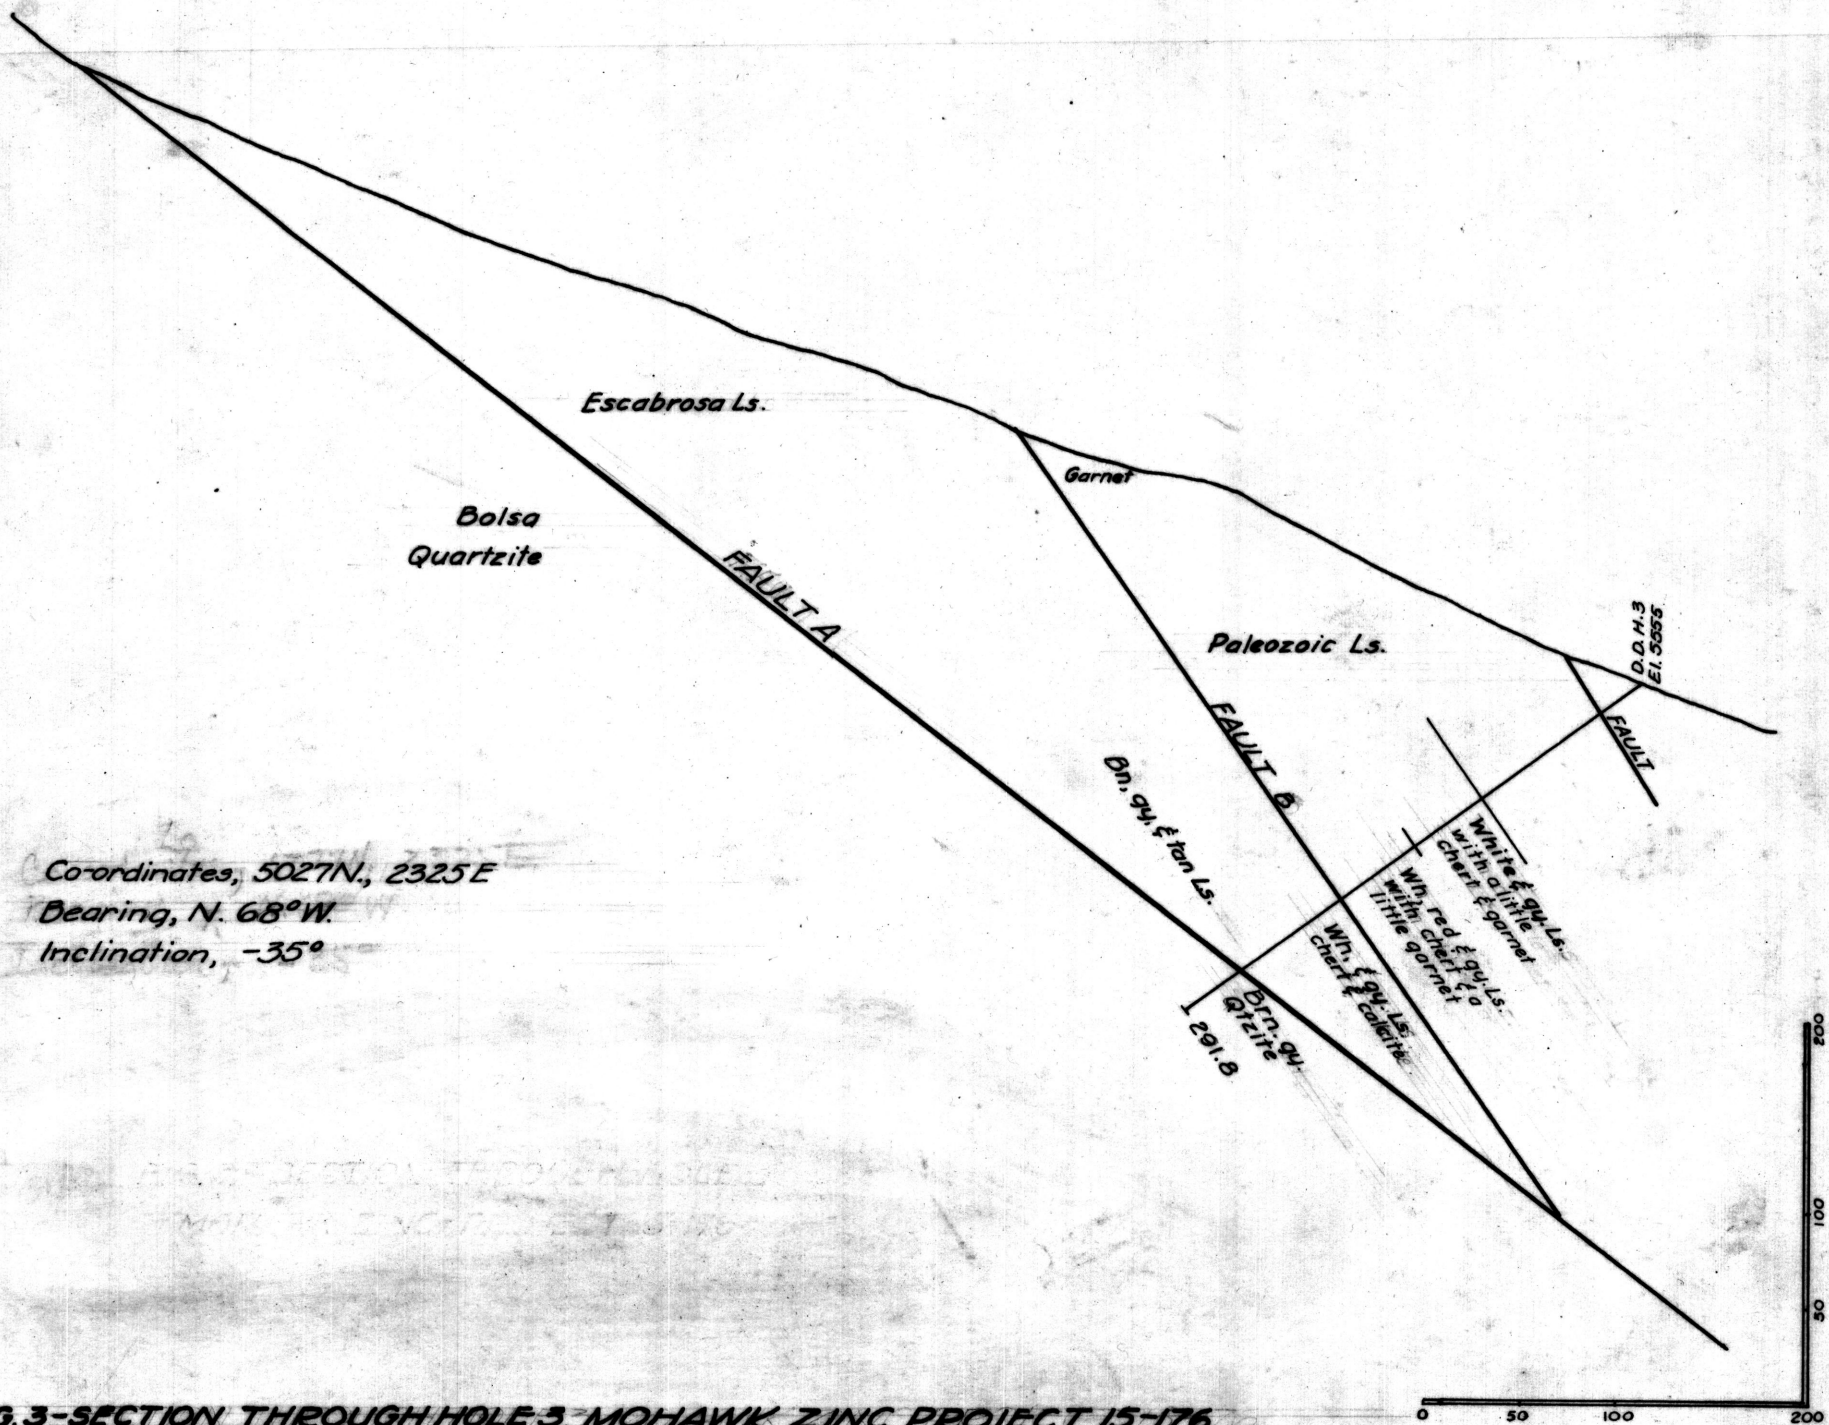 Escabrosa Ls.
Garnet
Bolsa
Quartzite
FAULT A
D.D.H.3
El. 5555
Paleozoic Ls.
FAULT B
FAULT
Bn, gy, & tan Ls.
White & gy. Ls.
with a little
chert & garnet
Wh, red & gy. Ls.
with chert & a
little garnet
Wh, & gy. Ls.
chert & calcite
Brn. gy.
Qtzite
291.8
Co-ordinates, 5027N., 2325E
Bearing, N. 68°W.
Inclination, -35°
200
100
50
0 50 100 200
G. 3-SECTION THROUGH HOLE 3 MOHAWK ZINC PROJECT 15-176